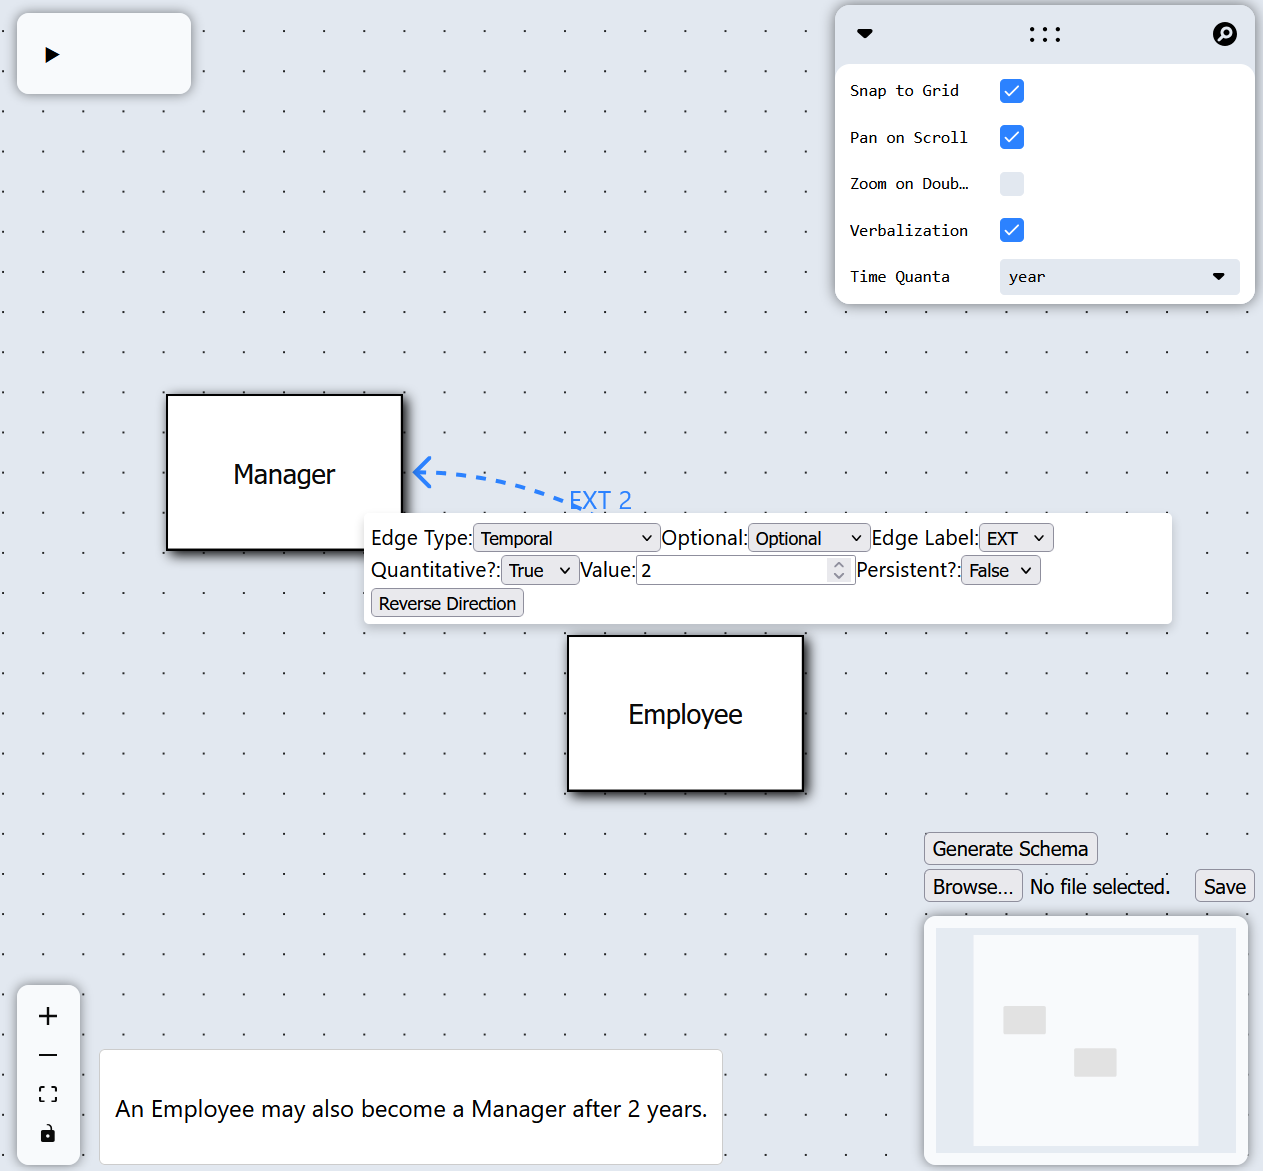 Snap to Grid
Pan on Scroll
Zoom on Doub…
Verbalization
Time Quanta year
Manager
EXT 2
Edge Type: Temporal Optional: Optional Edge Label: EXT
Quantitative?: True Value: 2 Persistent?: False
Reverse Direction
Employee
Generate Schema
Browse... No file selected. Save
An Employee may also become a Manager after 2 years.